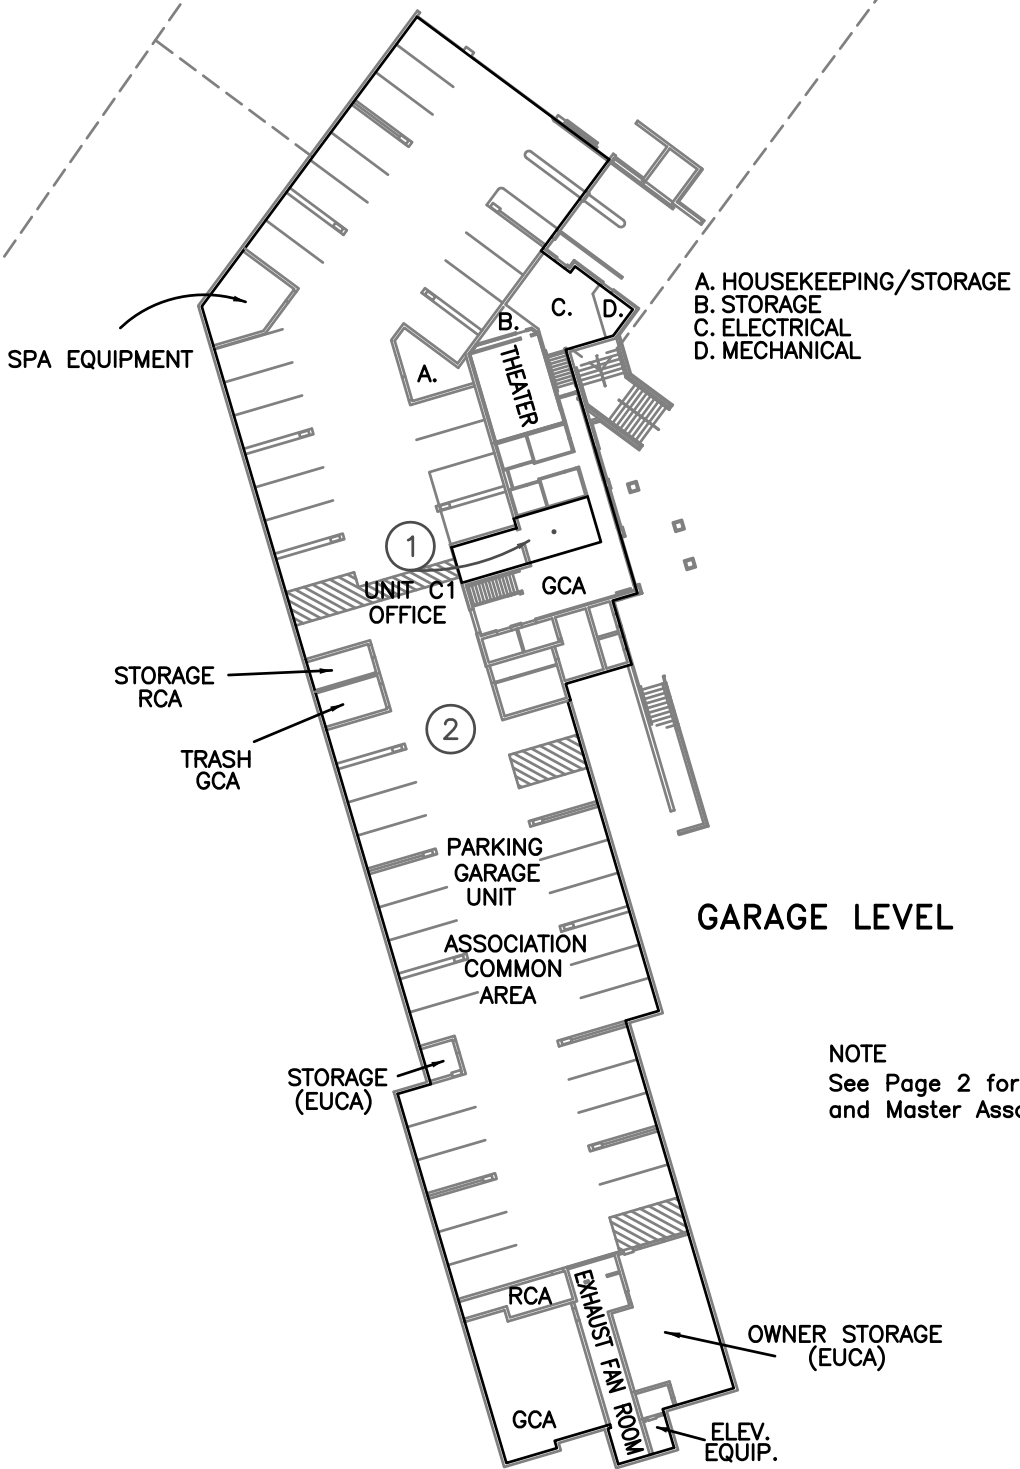 A. HOUSEKEEPING/STORAGE
B. STORAGE
C. ELECTRICAL
D. MECHANICAL
SPA EQUIPMENT
A.
B.
C.
D.
THEATER
1
UNIT C1
OFFICE
GCA
STORAGE
RCA
TRASH
GCA
2
PARKING
GARAGE
UNIT
ASSOCIATION
COMMON
AREA
GARAGE LEVEL
NOTE
See Page 2 for
and Master Asso
STORAGE
(EUCA)
RCA
EXHAUST FAN ROOM
OWNER STORAGE
(EUCA)
GCA
ELEV.
EQUIP.